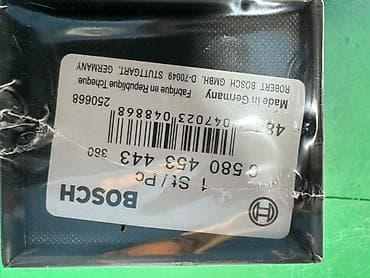 BOSCH
1 St / Pc
0 580 453 443 360
047023 048868
250668
Made in Germany
Fabriqué en République Tchèque
ROBERT BOSCH GMBH. D-70049 STUTTGART. GERMANY